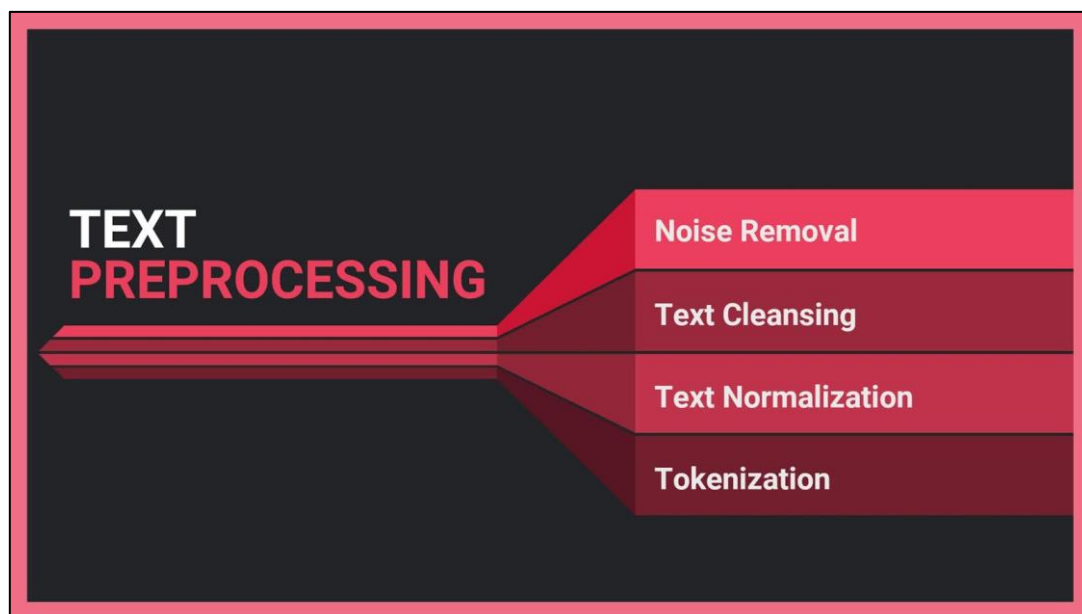 TEXT
PREPROCESSING
Noise Removal
Text Cleansing
Text Normalization
Tokenization